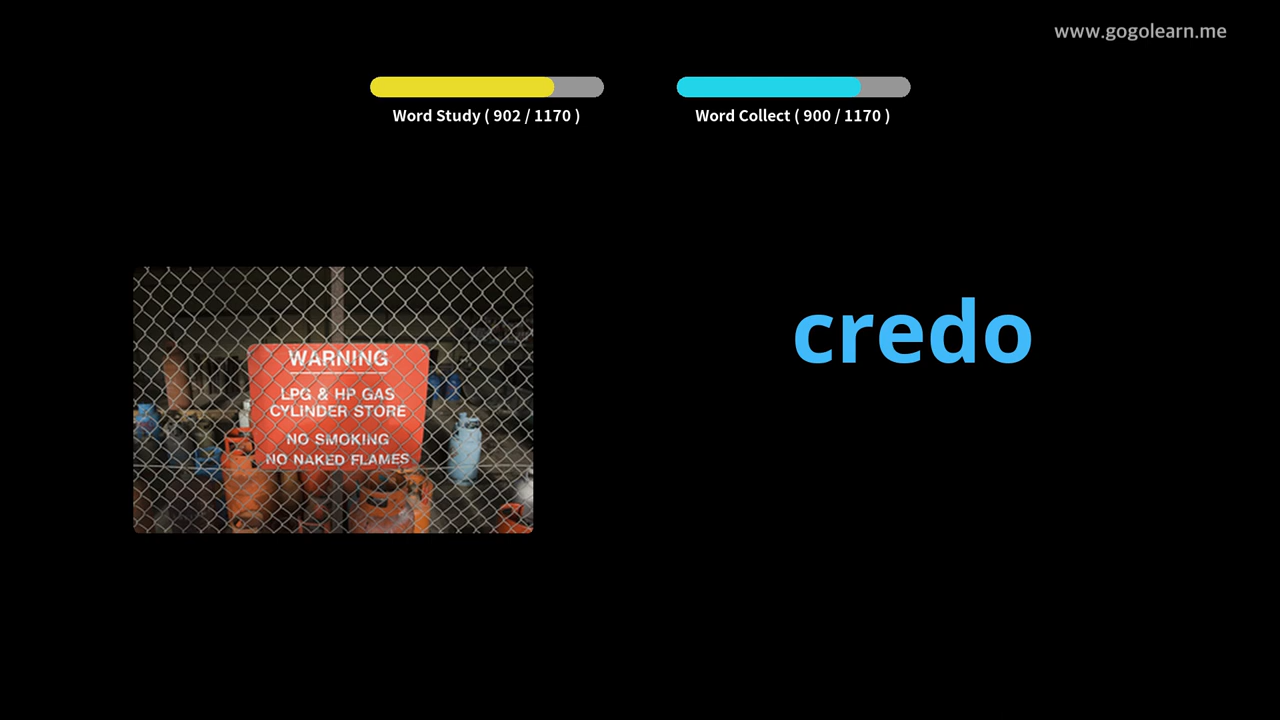 www.gogolearn.me
Word Study ( 902 / 1170 )
Word Collect ( 900 / 1170 )
WARNING
LPG & HP GAS
CYLINDER STORE
NO SMOKING
NO NAKED FLAMES
credo